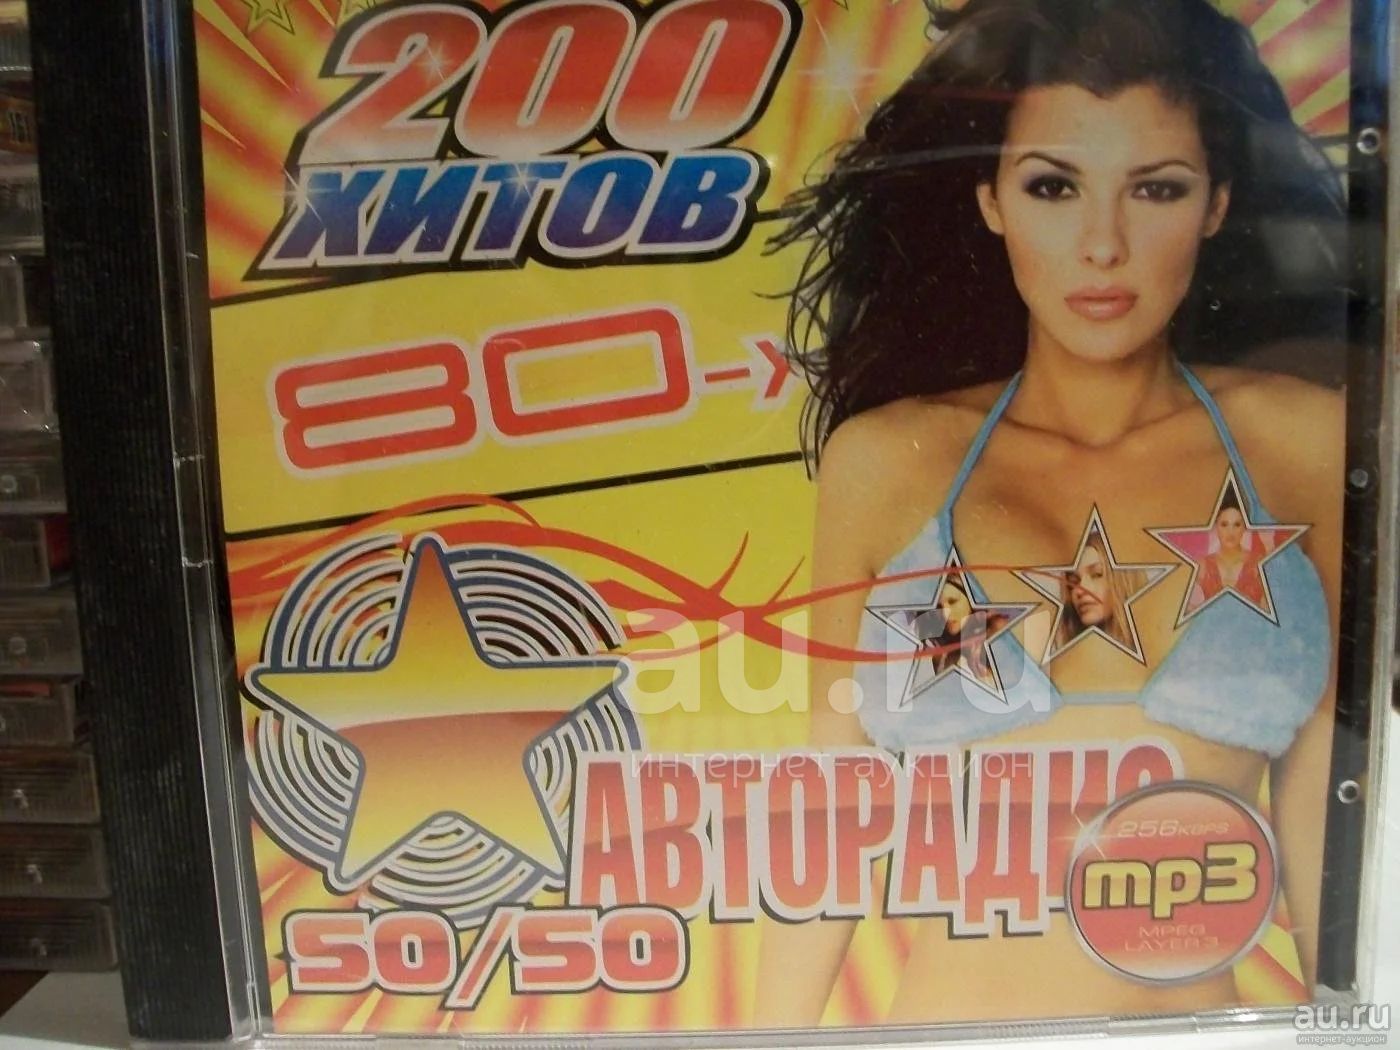 200
ХИТОВ
80-х
au.ru
интернет-аукцион
АВТОРАДИО
256 KBPS
mp3
MPEG
LAYER 3
50/50
au.ru
интернет-аукцион